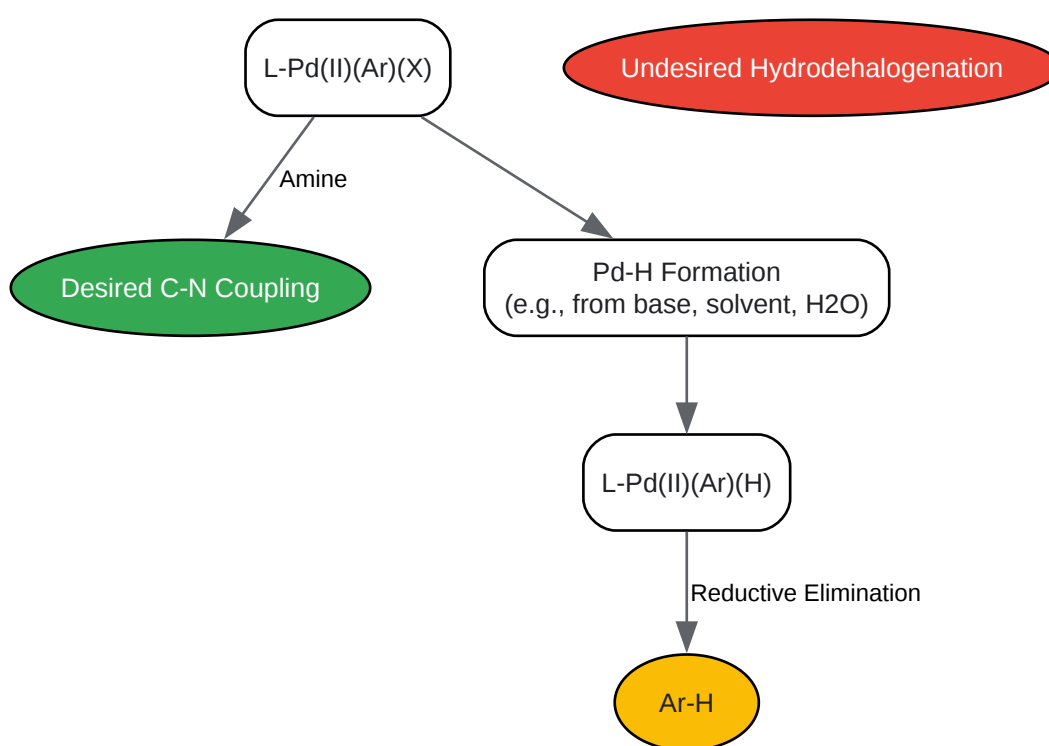 L-Pd(II)(Ar)(X)
Undesired Hydrodehalogenation
Amine
Desired C-N Coupling
Pd-H Formation
(e.g., from base, solvent, H2O)
L-Pd(II)(Ar)(H)
Reductive Elimination
Ar-H